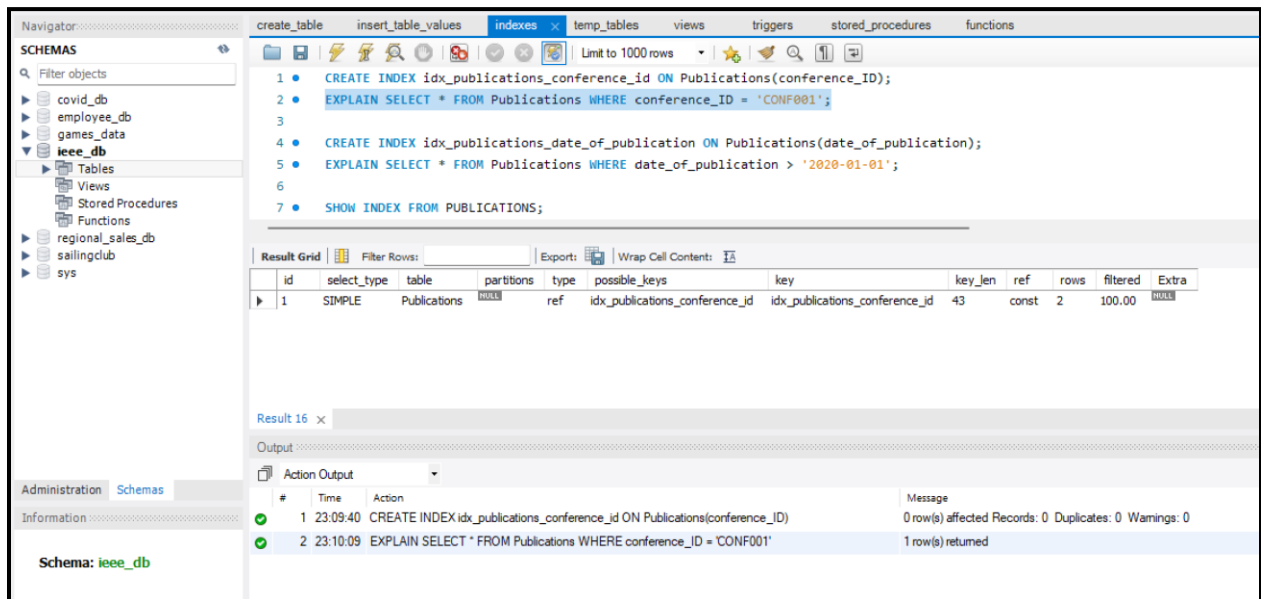 Navigator
SCHEMAS
Filter objects
covid_db
employee_db
games_data
ieee_db
Tables
Views
Stored Procedures
Functions
regional_sales_db
sailingclub
sys
Administration Schemas
Information
Schema: ieee_db
create_table insert_table_values indexes temp_tables views triggers stored_procedures functions
Limit to 1000 rows
1 CREATE INDEX idx_publications_conference_id ON Publications(conference_ID);
2 EXPLAIN SELECT * FROM Publications WHERE conference_ID = 'CONF001';
3
4 CREATE INDEX idx_publications_date_of_publication ON Publications(date_of_publication);
5 EXPLAIN SELECT * FROM Publications WHERE date_of_publication > '2020-01-01';
6
7 SHOW INDEX FROM PUBLICATIONS;
Result Grid Filter Rows: Export: Wrap Cell Content: IA
id select_type table partitions type possible_keys key key_len ref rows filtered Extra
1 SIMPLE Publications NULL ref idx_publications_conference_id idx_publications_conference_id 43 const 2 100.00 NULL
Result 16
Output
Action Output
# Time Action Message
1 23:09:40 CREATE INDEX idx_publications_conference_id ON Publications(conference_ID) 0 row(s) affected Records: 0 Duplicates: 0 Warnings: 0
2 23:10:09 EXPLAIN SELECT * FROM Publications WHERE conference_ID = 'CONF001' 1 row(s) returned